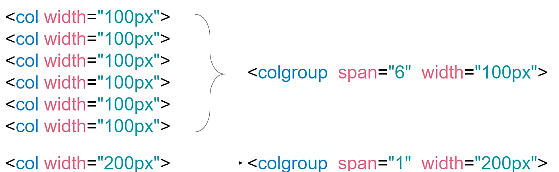 <col width="100px">
<col width="100px">
<col width="100px">
<col width="100px">
<col width="100px">
<col width="100px">
<colgroup span="6" width="100px">
<col width="200px">
<colgroup span="1" width="200px">